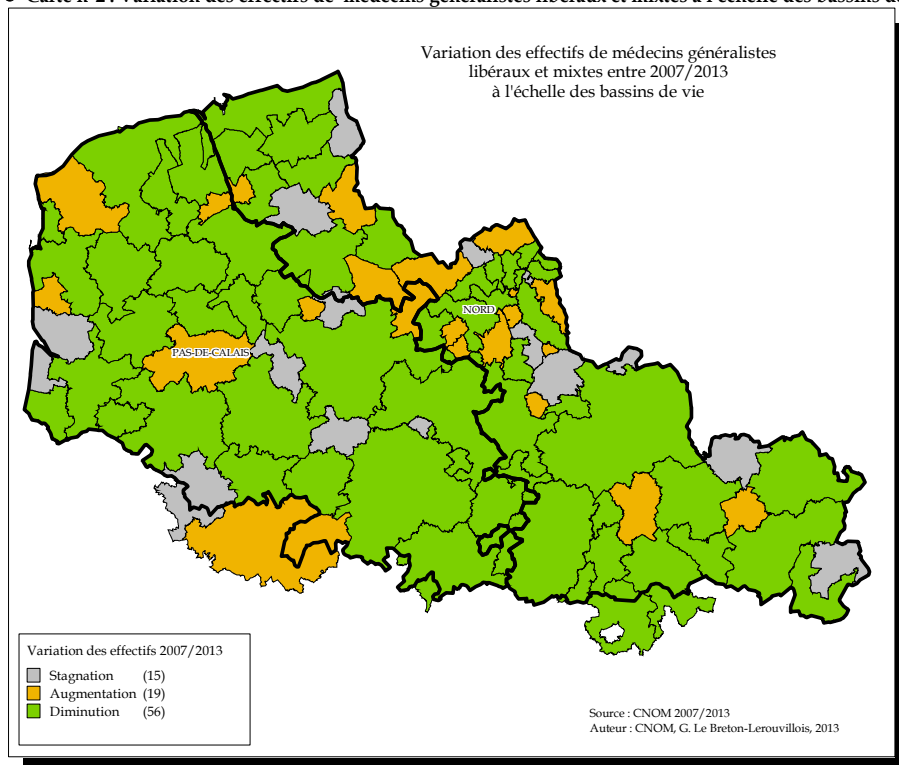 Variation des effectifs de médecins généralistes
libéraux et mixtes entre 2007/2013
à l'échelle des bassins de vie
NORD
PAS-DE-CALAIS
Variation des effectifs 2007/2013
Stagnation (15)
Augmentation (19)
Diminution (56)
Source : CNOM 2007/2013
Auteur : CNOM, G. Le Breton-Lerouvillois, 2013